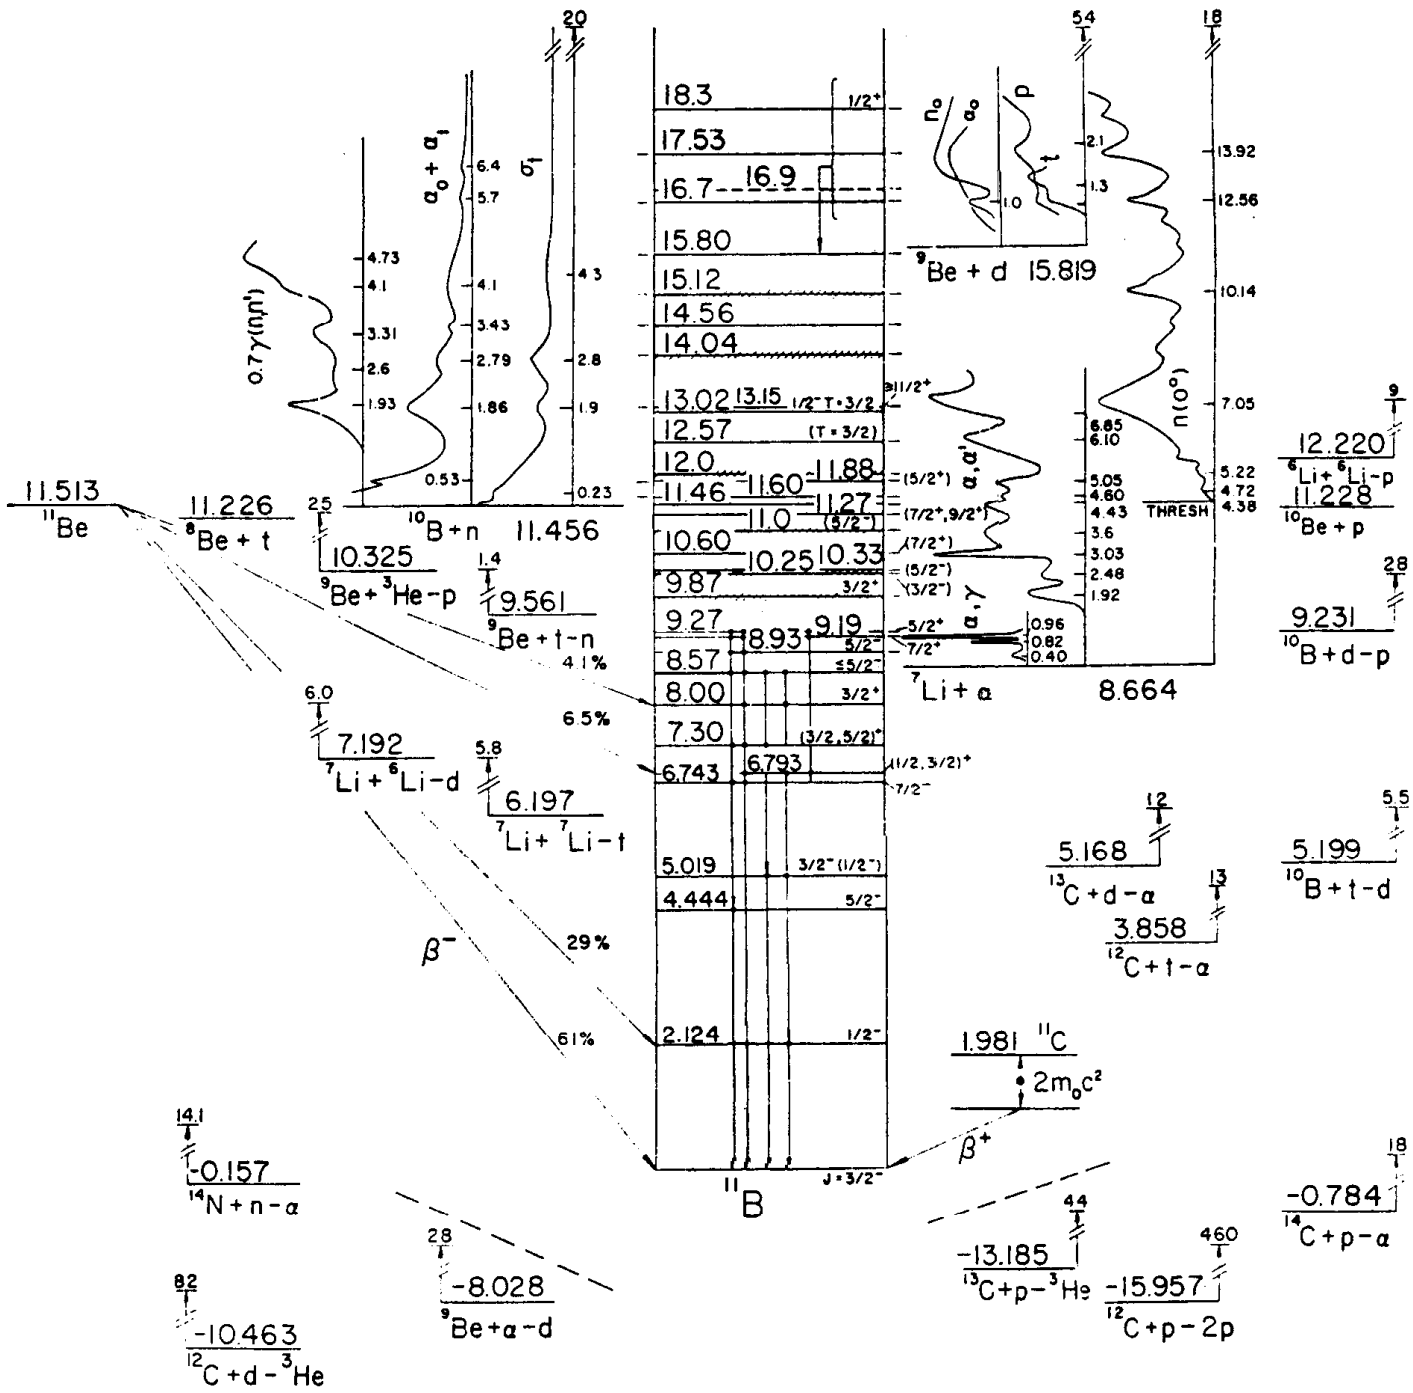 20
54
18
18.3 1/2⁺
17.53
16.9
16.7
15.80
15.12
14.56
14.04
13.15 1/2⁻ T = 3/2
13.02
≥11/2⁺
12.57 (T = 3/2)
12.0
11.88 (5/2⁺)
11.60
11.46
11.27 (7/2⁺,9/2⁺)
11.0 (5/2⁻)
10.60 (7/2⁺)
10.33 (5/2⁻)
10.25 (3/2⁻)
9.87 3/2⁺
9.27 5/2⁺
9.19 7/2⁺
8.93 5/2⁻
8.57 ≤5/2⁻
8.00 3/2⁺
7.30 (3/2,5/2)⁺
6.793 (1/2,3/2)⁺
6.743 7/2⁻
5.019 3/2⁻(1/2⁻)
4.444 5/2⁻
2.124 1/2⁻
J = 3/2⁻
¹¹B
0.7γ(n,n')
4.73
4.1
3.31
2.6
1.93
α₀ + α₁
6.4
5.7
4.1
3.43
2.79
1.86
0.53
σₜ
4.3
2.8
1.9
0.23
¹⁰B + n 11.456
11.513
¹¹Be
11.226
⁸Be + t
2.5
10.325
⁹Be + ³He - p
1.4
9.561
⁹Be + t - n
4.1%
6.5%
29%
61%
β⁻
6.0
7.192
⁷Li + ⁶Li - d
5.8
6.197
⁷Li + ⁷Li - t
14.1
-0.157
¹⁴N + n - α
28
-8.028
⁹Be + α - d
82
-10.463
¹²C + d - ³He
n₀
α₀
p
t
1.0
2.1
1.3
⁹Be + d 15.819
13.92
12.56
10.14
7.05
5.22
4.72
4.38
THRESH
n(0°)
α, α'
6.85
6.10
5.05
4.60
4.43
3.6
3.03
2.48
1.92
α, γ
0.96
0.82
0.40
⁷Li + α 8.664
9
12.220
⁶Li + ⁶Li - p
11.228
¹⁰Be + p
28
9.231
¹⁰B + d - p
12
5.168
¹³C + d - α
5.5
5.199
¹⁰B + t - d
13
3.858
¹²C + t - α
1.981 ¹¹C
2m₀c²
β⁺
18
-0.784
¹⁴C + p - α
44
-13.185
¹³C + p - ³He
460
-15.957
¹²C + p - 2p